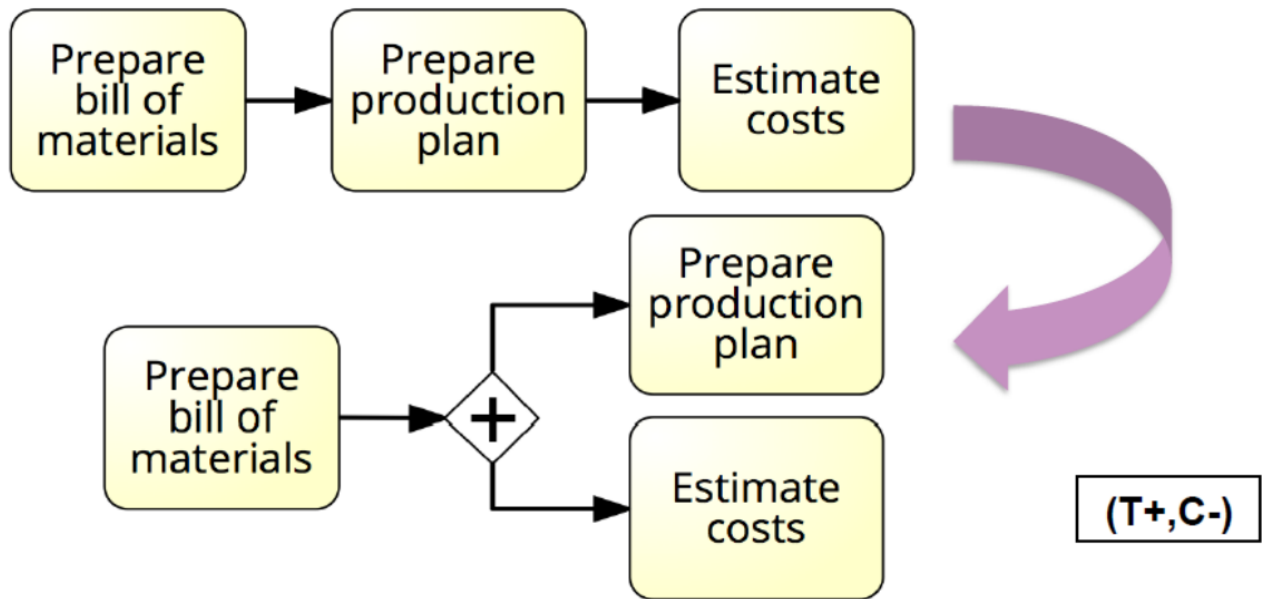 Prepare
bill of
materials
Prepare
production
plan
Estimate
costs
Prepare
production
plan
Prepare
bill of
materials
Estimate
costs
(T+,C-)